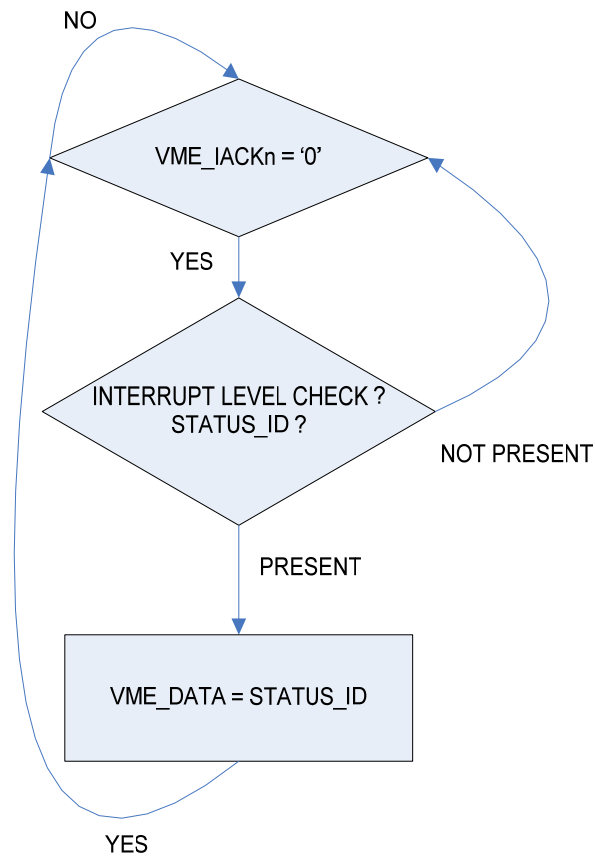 NO
VME_IACKn = ‘0’
YES
INTERRUPT LEVEL CHECK ?
STATUS_ID ?
NOT PRESENT
PRESENT
VME_DATA = STATUS_ID
YES